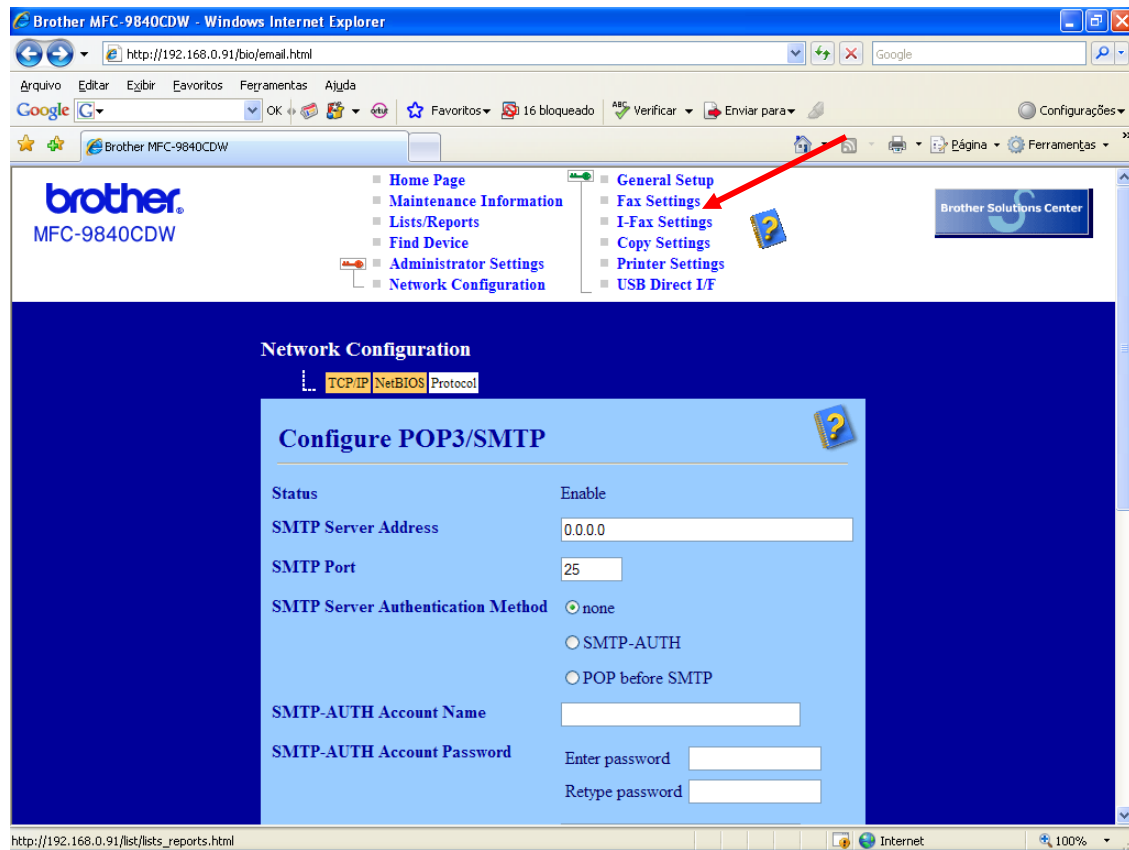 Brother MFC-9840CDW - Windows Internet Explorer
http://192.168.0.91/bio/email.html
Google
Arquivo Editar Exibir Favoritos Ferramentas Ajuda
Google G OK orkut Favoritos 16 bloqueado ABC Verificar Enviar para Configurações
Brother MFC-9840CDW Página Ferramentas »
brother.
MFC-9840CDW
Home Page
Maintenance Information
Lists/Reports
Find Device
Administrator Settings
Network Configuration
General Setup
Fax Settings
I-Fax Settings
Copy Settings
Printer Settings
USB Direct I/F
Brother Solutions Center
Network Configuration
TCP/IP NetBIOS Protocol
Configure POP3/SMTP
Status Enable
SMTP Server Address 0.0.0.0
SMTP Port 25
SMTP Server Authentication Method none
SMTP-AUTH
POP before SMTP
SMTP-AUTH Account Name
SMTP-AUTH Account Password Enter password
Retype password
http://192.168.0.91/list/lists_reports.html Internet 100%